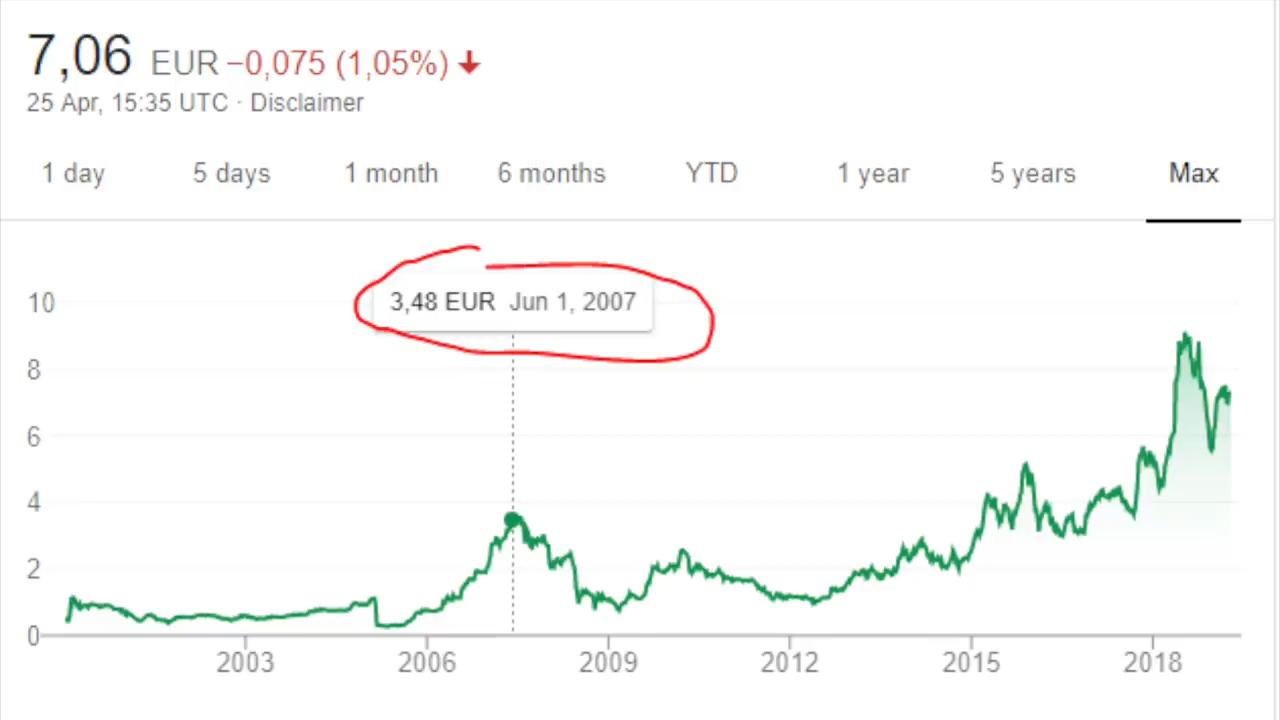 7,06 EUR −0,075 (1,05%)
25 Apr, 15:35 UTC · Disclaimer
1 day 5 days 1 month 6 months YTD 1 year 5 years Max
3,48 EUR Jun 1, 2007
10
8
6
4
2
0
2003 2006 2009 2012 2015 2018